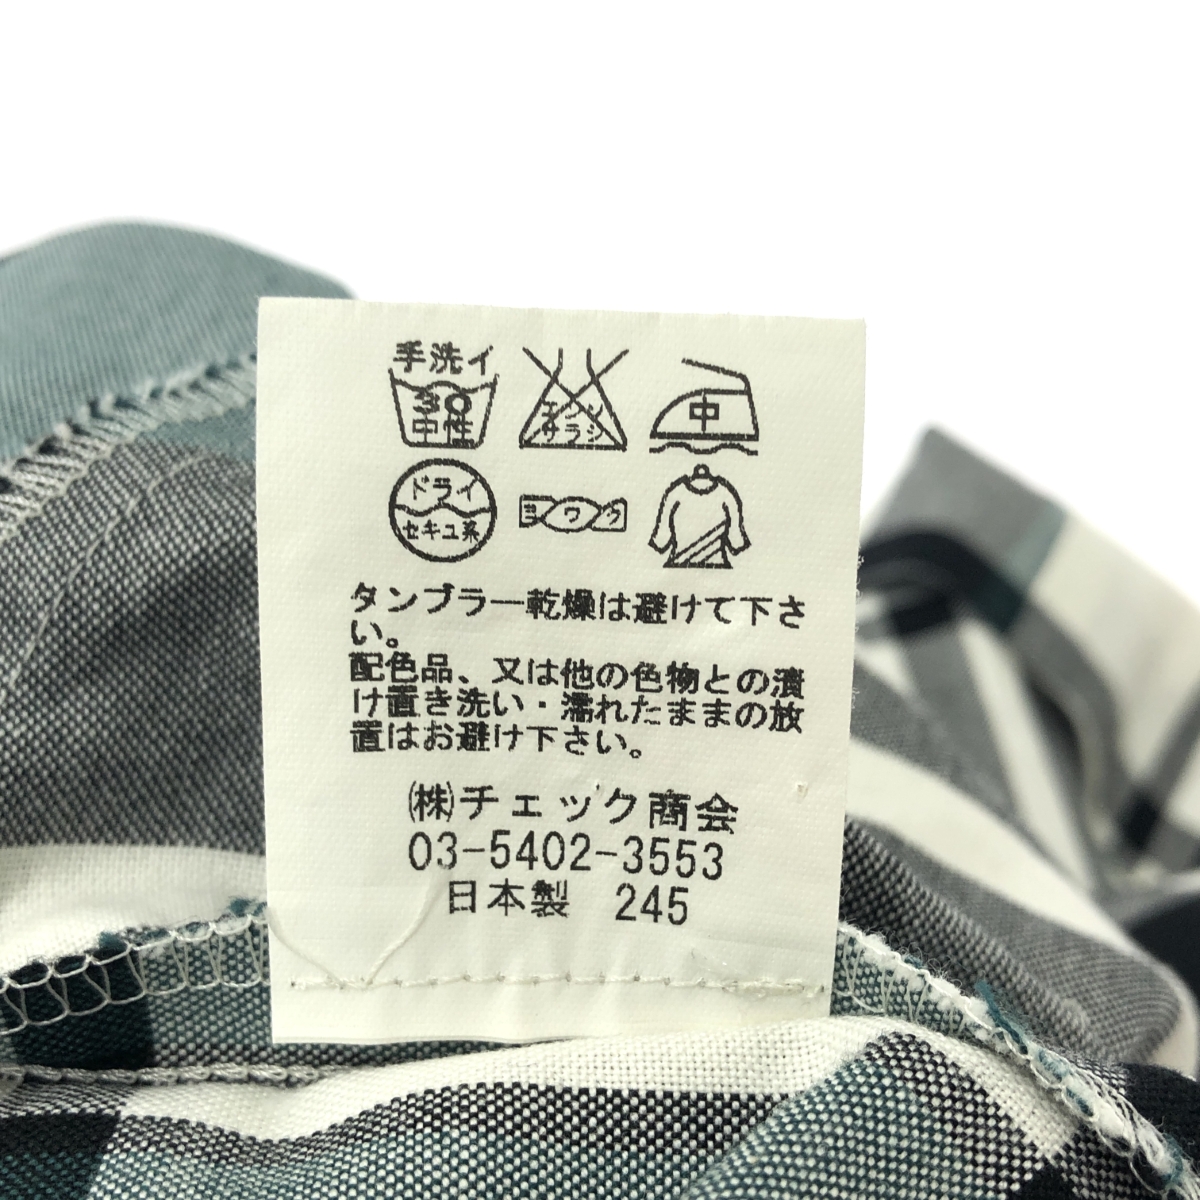 手洗イ
30
中性
エンソ
サラシ
中
ドライ
セキユ系
ヨワク
タンブラー乾燥は避けて下さ
い。
配色品、又は他の色物との漬
け置き洗い・濡れたままの放
置はお避け下さい。
㈱チェック商会
03-5402-3553
日本製 245